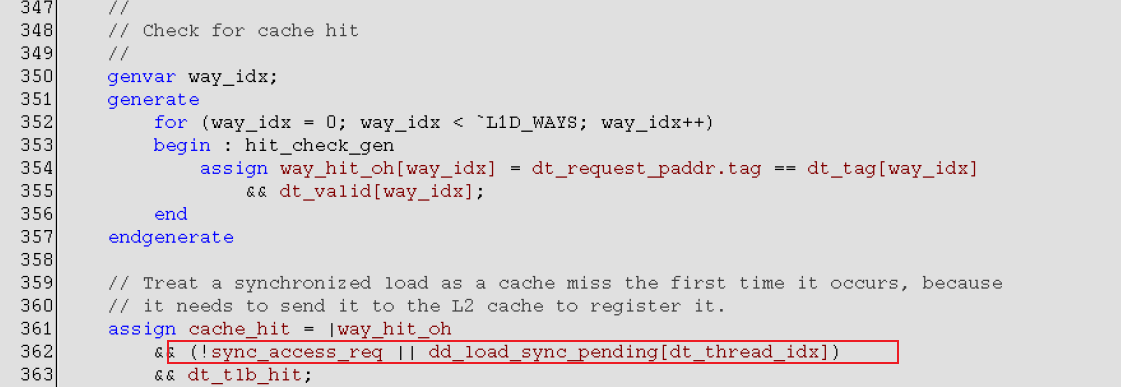 347 //
348 // Check for cache hit
349 //
350 genvar way_idx;
351 generate
352 for (way_idx = 0; way_idx < `L1D_WAYS; way_idx++)
353 begin : hit_check_gen
354 assign way_hit_oh[way_idx] = dt_request_paddr.tag == dt_tag[way_idx]
355 && dt_valid[way_idx];
356 end
357 endgenerate
358
359 // Treat a synchronized load as a cache miss the first time it occurs, because
360 // it needs to send it to the L2 cache to register it.
361 assign cache_hit = |way_hit_oh
362 && (!sync_access_req || dd_load_sync_pending[dt_thread_idx])
363 && dt_tlb_hit;